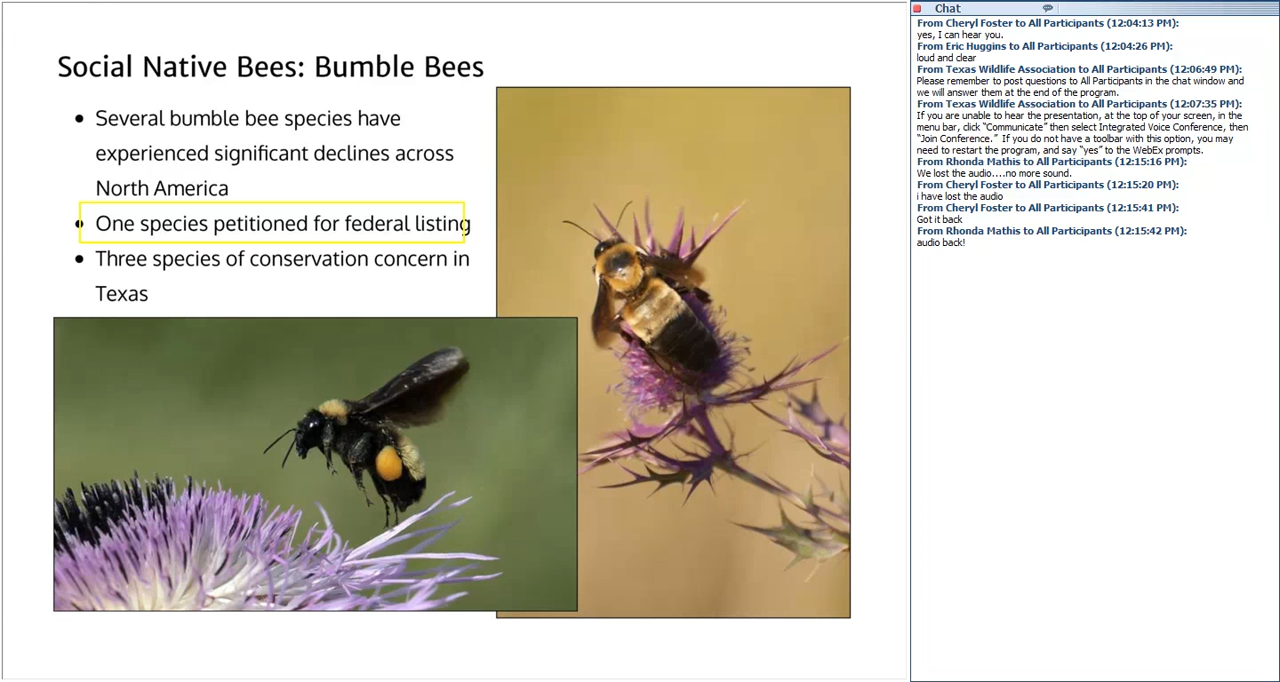 Social Native Bees: Bumble Bees
• Several bumble bee species have
experienced significant declines across
North America
• One species petitioned for federal listing
• Three species of conservation concern in
Texas
Chat
From Cheryl Foster to All Participants (12:04:13 PM):
yes, I can hear you.
From Eric Huggins to All Participants (12:04:26 PM):
loud and clear
From Texas Wildlife Association to All Participants (12:06:49 PM):
Please remember to post questions to All Participants in the chat window and
we will answer them at the end of the program.
From Texas Wildlife Association to All Participants (12:07:35 PM):
If you are unable to hear the presentation, at the top of your screen, in the
menu bar, click "Communicate" then select Integrated Voice Conference, then
"Join Conference." If you do not have a toolbar with this option, you may
need to restart the program, and say "yes" to the WebEx prompts.
From Rhonda Mathis to All Participants (12:15:16 PM):
We lost the audio....no more sound.
From Cheryl Foster to All Participants (12:15:20 PM):
i have lost the audio
From Cheryl Foster to All Participants (12:15:41 PM):
Got it back
From Rhonda Mathis to All Participants (12:15:42 PM):
audio back!